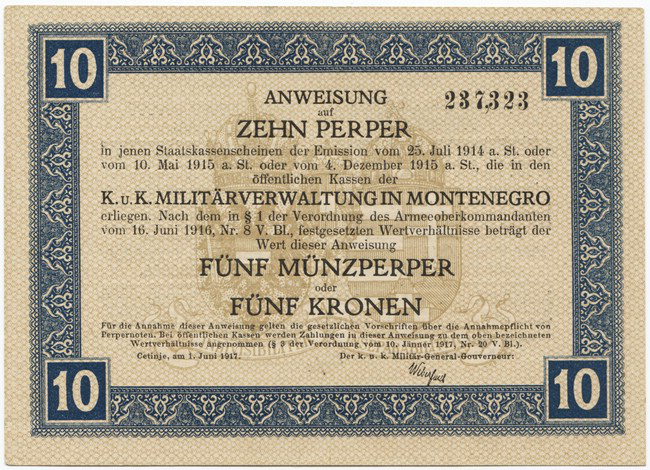 10 10
ANWEISUNG 237,323
auf
ZEHN PERPER
in jenen Staatskassenscheinen der Emission vom 25. Juli 1914 a. St. oder
vom 10. Mai 1915 a. St. oder vom 4. Dezember 1915 a. St., die in den
öffentlichen Kassen der
K. U. K. MILITÄRVERWALTUNG IN MONTENEGRO
erliegen. Nach dem in § 1 der Verordnung des Armeeoberkommandanten
vom 16. Juni 1916, Nr. 8 V. Bl., festgesetzten Wertverhältnisse beträgt der
Wert dieser Anweisung
FÜNF MÜNZPERPER
oder
FÜNF KRONEN
Für die Annahme dieser Anweisung gelten die gesetzlichen Vorschriften über die Annahmepflicht von
Perpernoten. Bei öffentlichen Kassen werden Zahlungen in dieser Anweisung zu dem oben bezeichneten
Wertverhältnisse angenommen (§ 3 der Verordnung vom 10. Jänner 1917, Nr. 20 V. Bl.).
Cetinje, am 1. Juni 1917. Der k. u. k. Militär-General-Gouverneur:
10 10